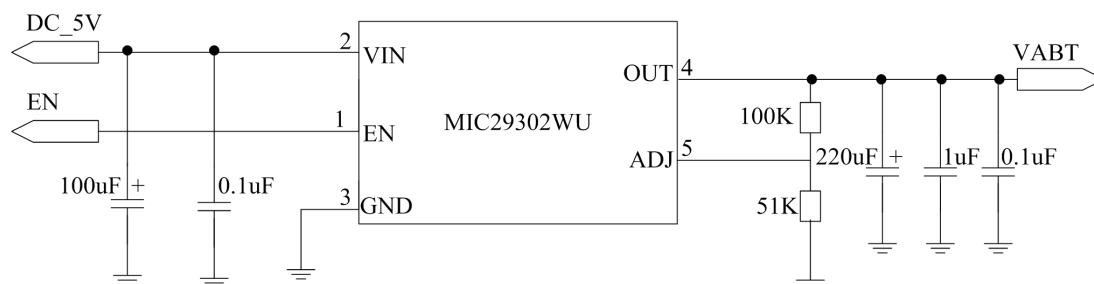 DC_5V
2
VIN
EN
1
EN
MIC29302WU
OUT
4
VABT
100K
ADJ
5
220uF +
1uF
0.1uF
100uF +
0.1uF
3
GND
51K